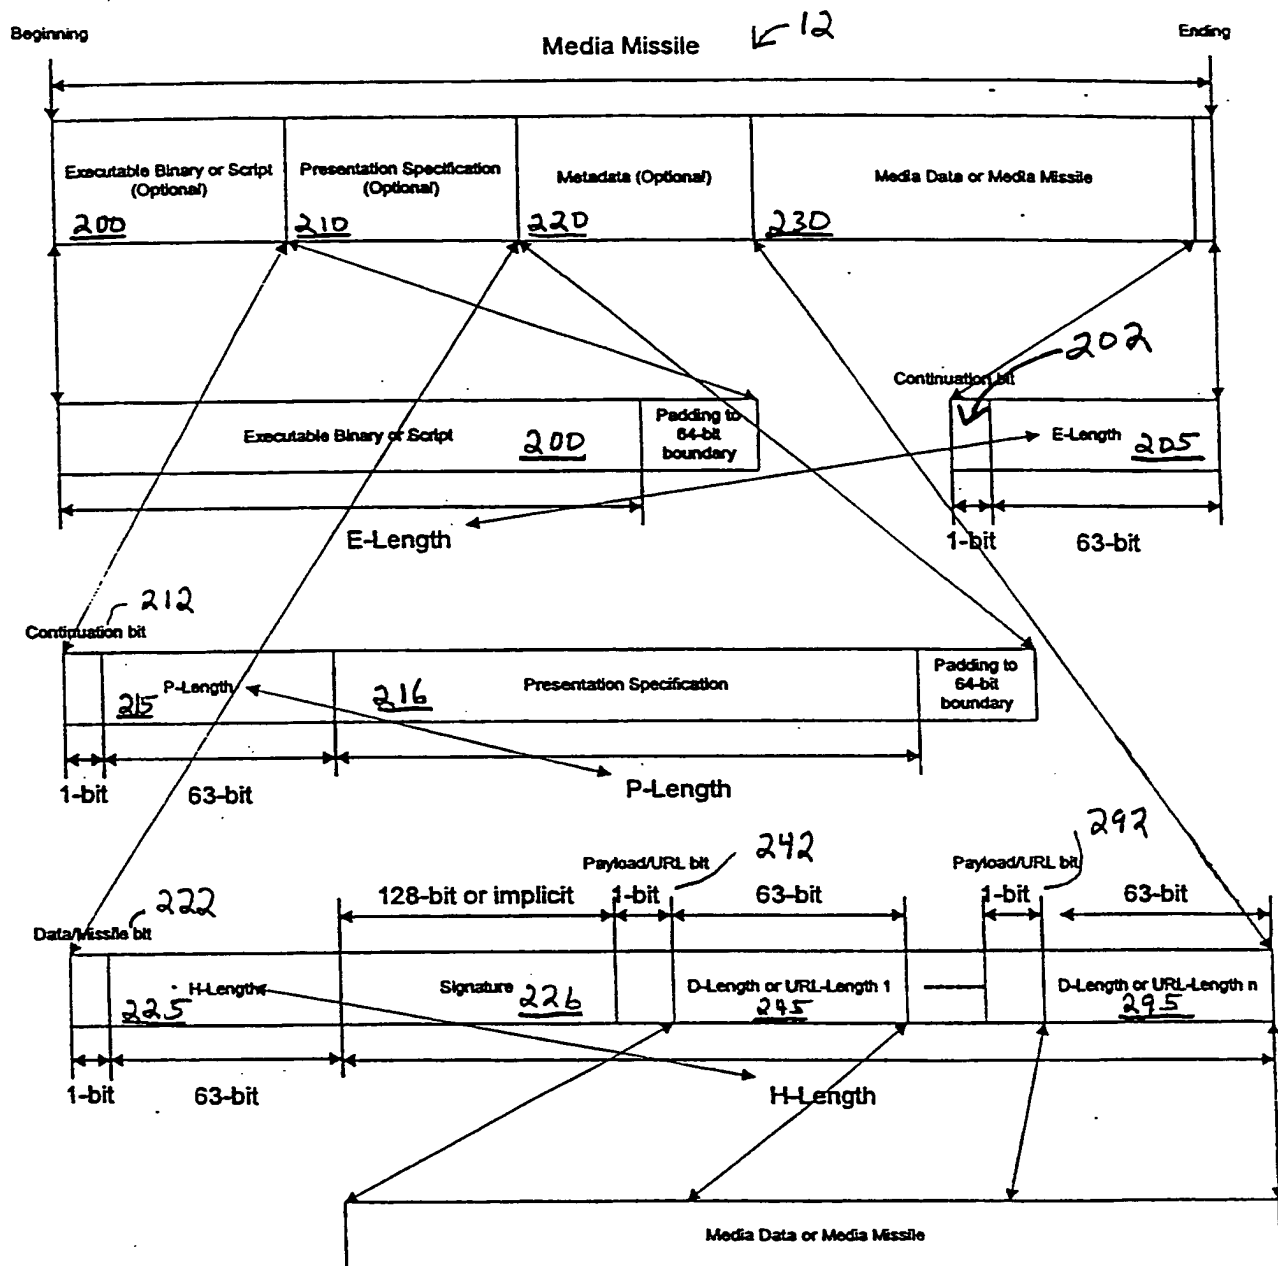 Beginning
Media Missile
12
Ending
Executable Binary or Script
(Optional)
200
Presentation Specification
(Optional)
210
Metadata (Optional)
220
Media Data or Media Missile
230
202
Continuation bit
Executable Binary or Script
200
Padding to
64-bit
boundary
E-Length
205
E-Length
1-bit
63-bit
212
Continuation bit
P-Length
215
216
Presentation Specification
Padding to
64-bit
boundary
1-bit
63-bit
P-Length
Payload/URL bit
242
Payload/URL bit
292
222
128-bit or implicit
1-bit
63-bit
1-bit
63-bit
Data/Missile bit
H-Length
225
Signature
226
D-Length or URL-Length 1
245
D-Length or URL-Length n
295
1-bit
63-bit
H-Length
Media Data or Media Missile